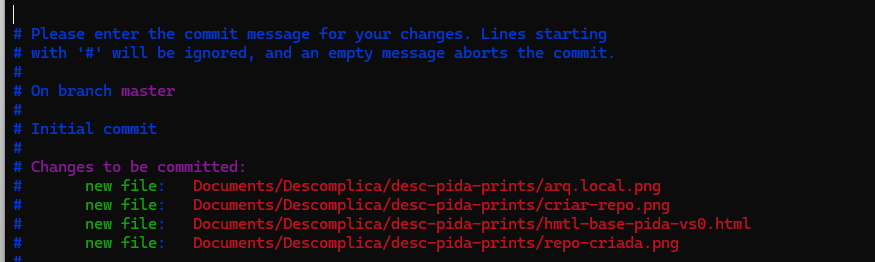 # Please enter the commit message for your changes. Lines starting
# with '#' will be ignored, and an empty message aborts the commit.
#
# On branch master
#
# Initial commit
#
# Changes to be committed:
#       new file:   Documents/Descomplica/desc-pida-prints/arq.local.png
#       new file:   Documents/Descomplica/desc-pida-prints/criar-repo.png
#       new file:   Documents/Descomplica/desc-pida-prints/hmtl-base-pida-vs0.html
#       new file:   Documents/Descomplica/desc-pida-prints/repo-criada.png
#